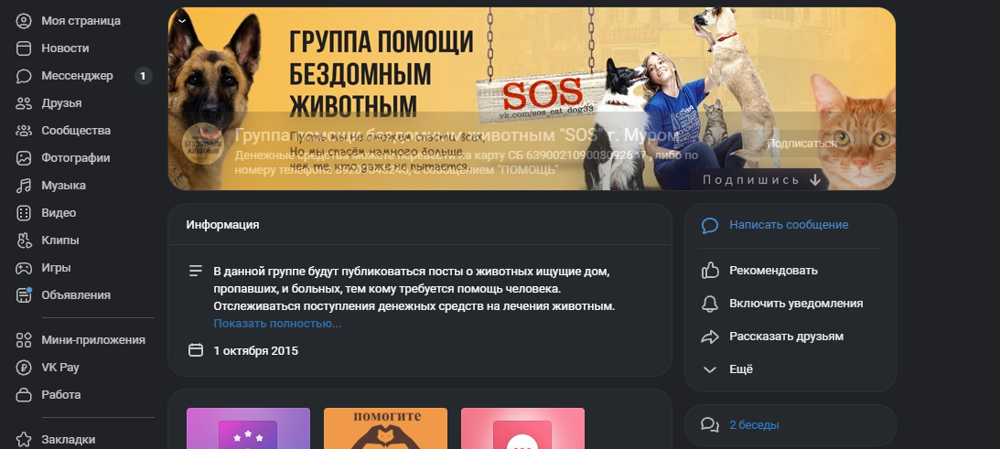 Моя страница
Новости
Мессенджер 1
Друзья
Сообщества
Фотографии
Музыка
Видео
Клипы
Игры
Объявления
Мини-приложения
VK Pay
Работа
Закладки
ГРУППА ПОМОЩИ
БЕЗДОМНЫМ
ЖИВОТНЫМ
SOS
vk.com/sos_cat_dog33
Группа помощи бездомным животным "SOS" г. Муром
Подписаться
Пусть мы не сможем спасти всех,
Денежные средства можете перевести на карту СБ 639002109008092647, либо по
Но мы спасём намного больше,
номеру телефона с сообщением "ПОМОЩЬ"
чем те, кто даже не пытается.
Подпишись
Информация
В данной группе будут публиковаться посты о животных ищущие дом,
пропавших, и больных, тем кому требуется помощь человека.
Отслеживаться поступления денежных средств на лечения животным.
Показать полностью...
1 октября 2015
помогите
Написать сообщение
Рекомендовать
Включить уведомления
Рассказать друзьям
Ещё
2 беседы